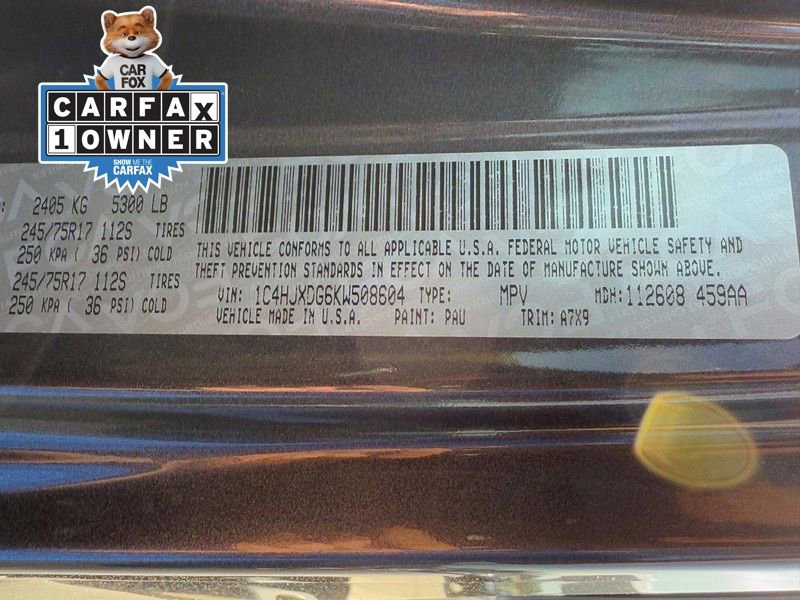 CAR
FOX
CARFAX
1 OWNER
SHOW ME THE
CARFAX
: 2405 KG 5300 LB
245/75R17 112S TIRES
250 KPA ( 36 PSI) COLD
245/75R17 112S TIRES
250 KPA ( 36 PSI) COLD
THIS VEHICLE CONFORMS TO ALL APPLICABLE U.S.A. FEDERAL MOTOR VEHICLE SAFETY AND
THEFT PREVENTION STANDARDS IN EFFECT ON THE DATE OF MANUFACTURE SHOWN ABOVE.
VIN: 1C4HJXDG6KW508604 TYPE: MPV MDH: 112608 459AA
VEHICLE MADE IN U.S.A. PAINT: PAU TRIM: A7X9